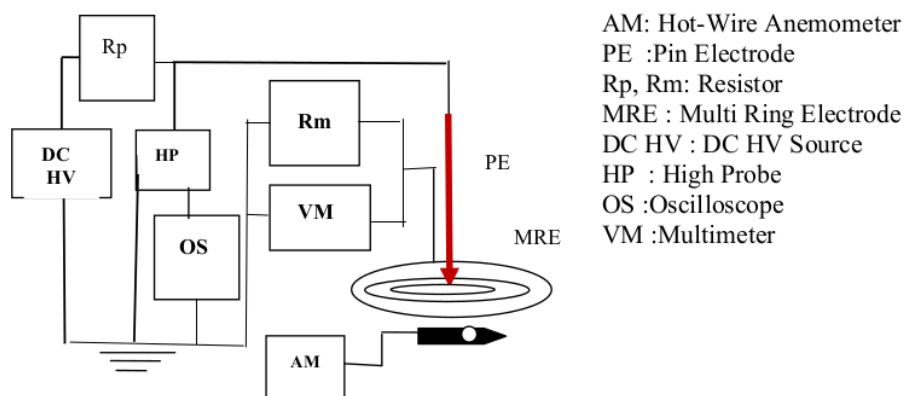 Rp
DC
HV
HP
OS
Rm
VM
PE
MRE
AM
AM: Hot-Wire Anemometer
PE :Pin Electrode
Rp, Rm: Resistor
MRE : Multi Ring Electrode
DC HV : DC HV Source
HP : High Probe
OS :Oscilloscope
VM :Multimeter